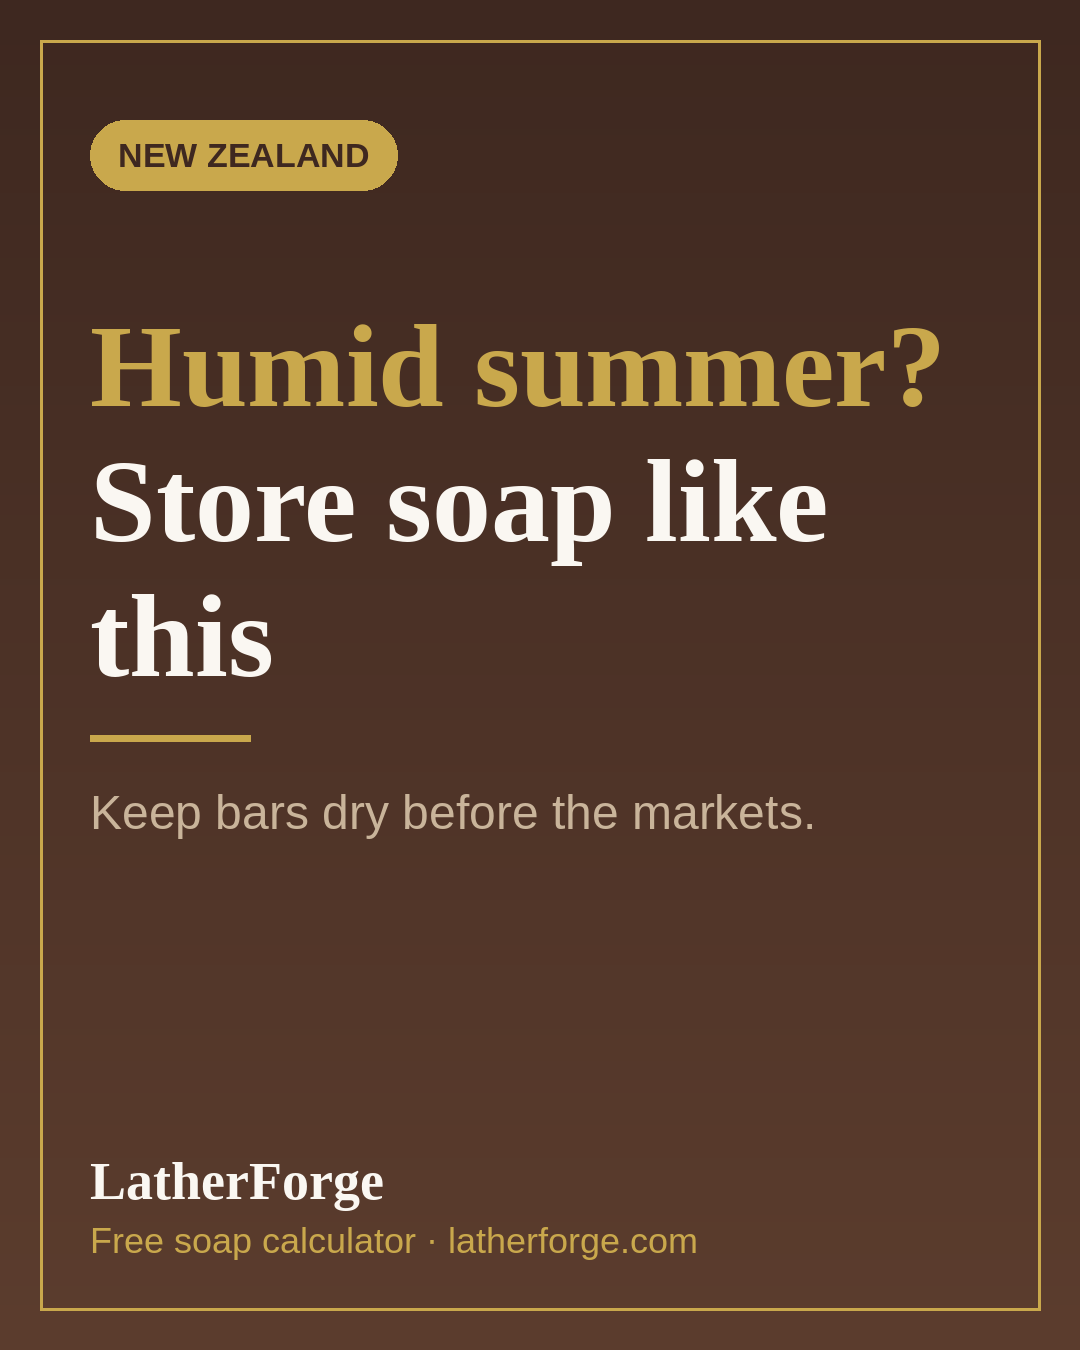 NEW ZEALAND
Humid summer?
Store soap like
this
Keep bars dry before the markets.
LatherForge
Free soap calculator · latherforge.com